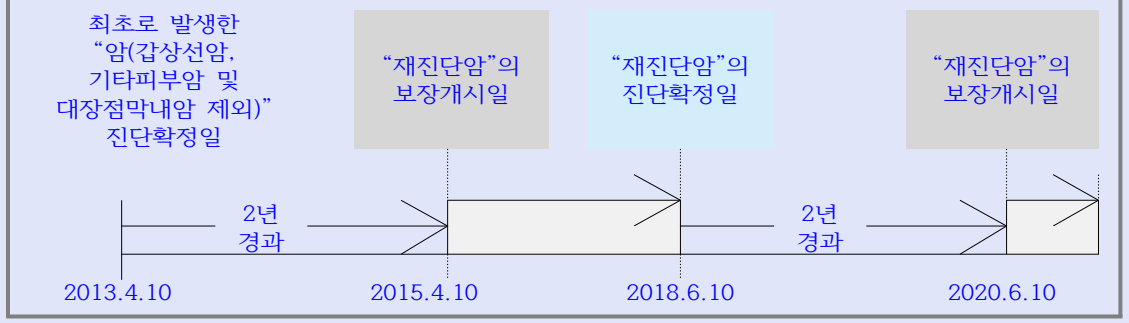 최초로 발생한
“암(갑상선암,
기타피부암 및
대장점막내암 제외)”
진단확정일
“재진단암”의
보장개시일
“재진단암”의
진단확정일
“재진단암”의
보장개시일
2년
경과
2년
경과
2013.4.10
2015.4.10
2018.6.10
2020.6.10